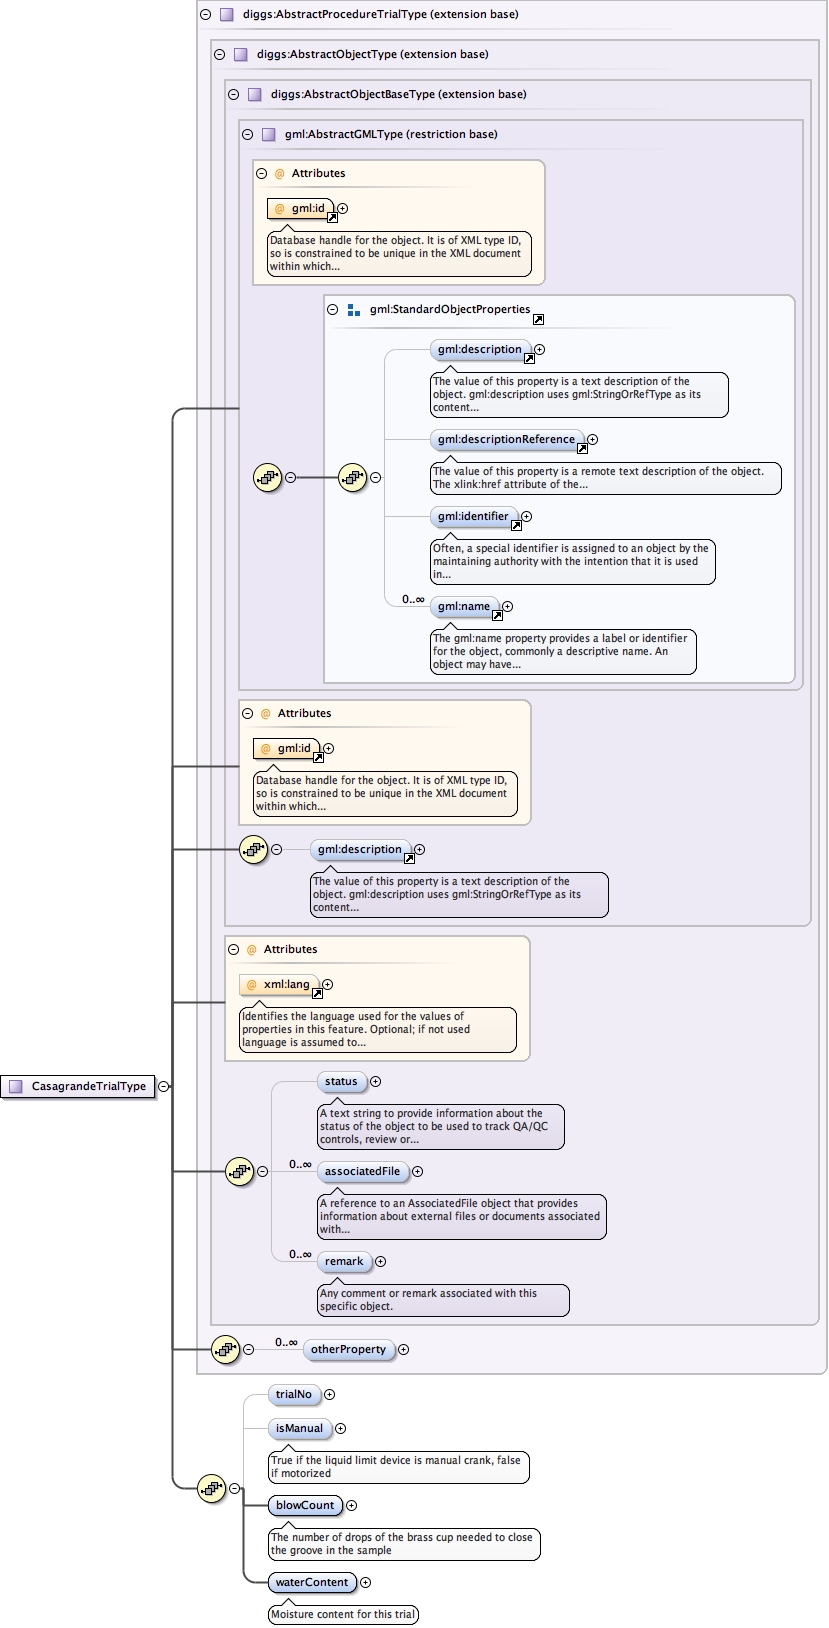 diggs:AbstractProcedureTrialType (extension base)
diggs:AbstractObjectType (extension base)
diggs:AbstractObjectBaseType (extension base)
gml:AbstractGMLType (restriction base)
@ Attributes
@ gml:id
Database handle for the object. It is of XML type ID,
so is constrained to be unique in the XML document
within which...
gml:StandardObjectProperties
gml:description
The value of this property is a text description of the
object. gml:description uses gml:StringOrRefType as its
content...
gml:descriptionReference
The value of this property is a remote text description of the object.
The xlink:href attribute of the...
gml:identifier
Often, a special identifier is assigned to an object by the
maintaining authority with the intention that it is used
in...
0..∞
gml:name
The gml:name property provides a label or identifier
for the object, commonly a descriptive name. An
object may have...
@ Attributes
@ gml:id
Database handle for the object. It is of XML type ID,
so is constrained to be unique in the XML document
within which...
gml:description
The value of this property is a text description of the
object. gml:description uses gml:StringOrRefType as its
content...
@ Attributes
@ xml:lang
Identifies the language used for the values of
properties in this feature. Optional; if not used
language is assumed to...
CasagrandeTrialType
status
A text string to provide information about the
status of the object to be used to track QA/QC
controls, review or...
0..∞
associatedFile
A reference to an AssociatedFile object that provides
information about external files or documents associated
with...
0..∞
remark
Any comment or remark associated with this
specific object.
0..∞
otherProperty
trialNo
isManual
True if the liquid limit device is manual crank, false
if motorized
blowCount
The number of drops of the brass cup needed to close
the groove in the sample
waterContent
Moisture content for this trial